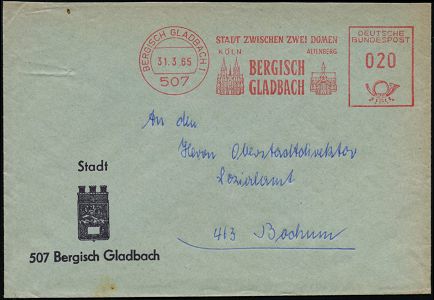 BERGISCH GLADBACH 1
31.3.65
507
STADT ZWISCHEN ZWEI DOMEN
KÖLN ALTENBERG
BERGISCH
GLADBACH
DEUTSCHE
BUNDESPOST
020
An den
Herrn Oberstadtdirektor
Sozialamt
463 Bochum
Stadt
507 Bergisch Gladbach